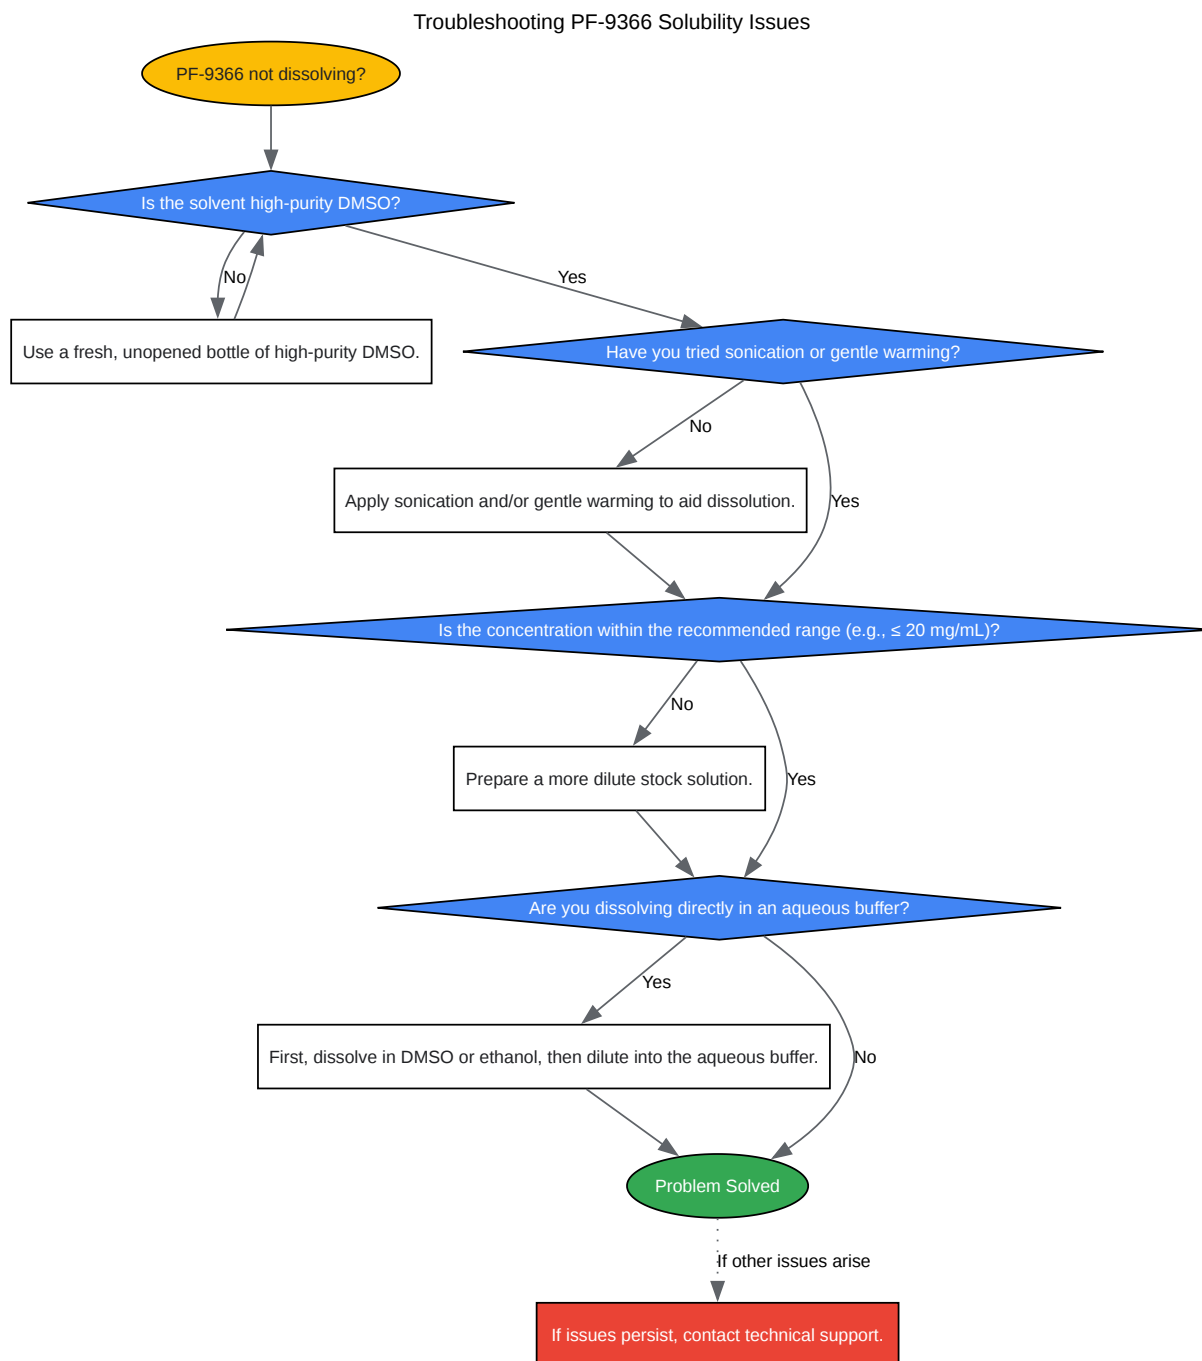 Troubleshooting PF-9366 Solubility Issues
PF-9366 not dissolving?
Is the solvent high-purity DMSO?
No
Yes
Use a fresh, unopened bottle of high-purity DMSO.
Have you tried sonication or gentle warming?
No
Apply sonication and/or gentle warming to aid dissolution.
Yes
Is the concentration within the recommended range (e.g., ≤ 20 mg/mL)?
No
Prepare a more dilute stock solution.
Yes
Are you dissolving directly in an aqueous buffer?
Yes
First, dissolve in DMSO or ethanol, then dilute into the aqueous buffer.
No
Problem Solved
If other issues arise
If issues persist, contact technical support.